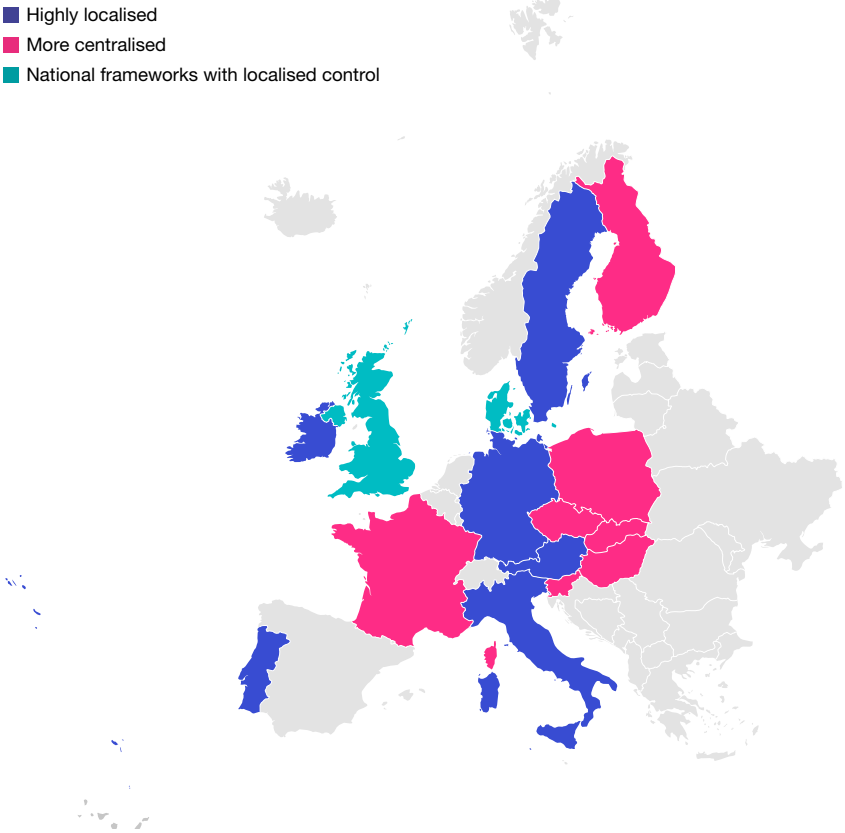 Highly localised
More centralised
National frameworks with localised control